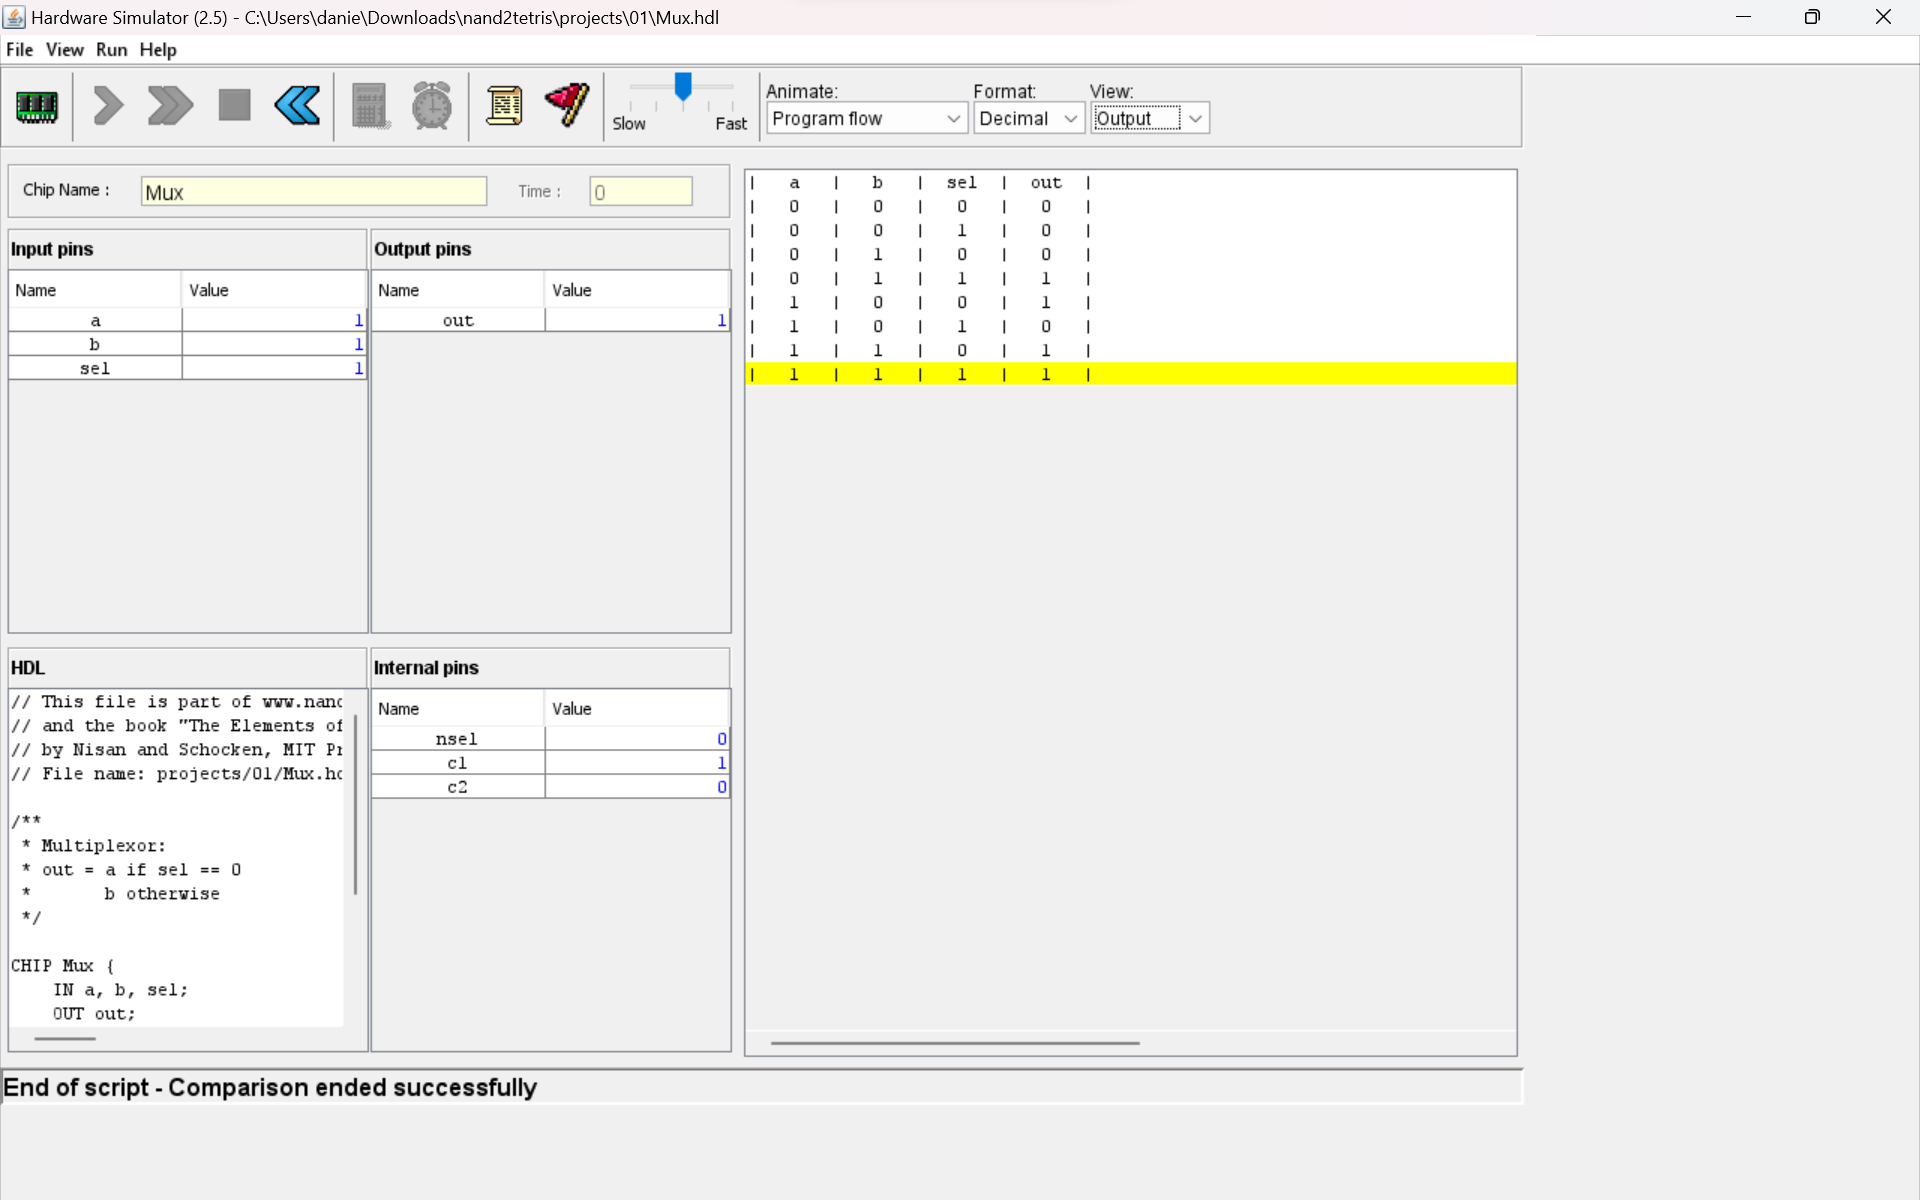 Hardware Simulator (2.5) - C:\Users\danie\Downloads\nand2tetris\projects\01\Mux.hdl
File View Run Help
Slow Fast
Animate: Format: View:
Program flow Decimal Output
Chip Name : Mux Time : 0
Input pins
Name Value
a 1
b 1
sel 1
Output pins
Name Value
out 1
| a | b | sel | out |
| 0 | 0 | 0 | 0 |
| 0 | 0 | 1 | 0 |
| 0 | 1 | 0 | 0 |
| 0 | 1 | 1 | 1 |
| 1 | 0 | 0 | 1 |
| 1 | 0 | 1 | 0 |
| 1 | 1 | 0 | 1 |
| 1 | 1 | 1 | 1 |
HDL
// This file is part of www.nand
// and the book "The Elements of
// by Nisan and Schocken, MIT Pr
// File name: projects/01/Mux.hd
/**
* Multiplexor:
* out = a if sel == 0
* b otherwise
*/
CHIP Mux {
IN a, b, sel;
OUT out;
Internal pins
Name Value
nsel 0
c1 1
c2 0
End of script - Comparison ended successfully